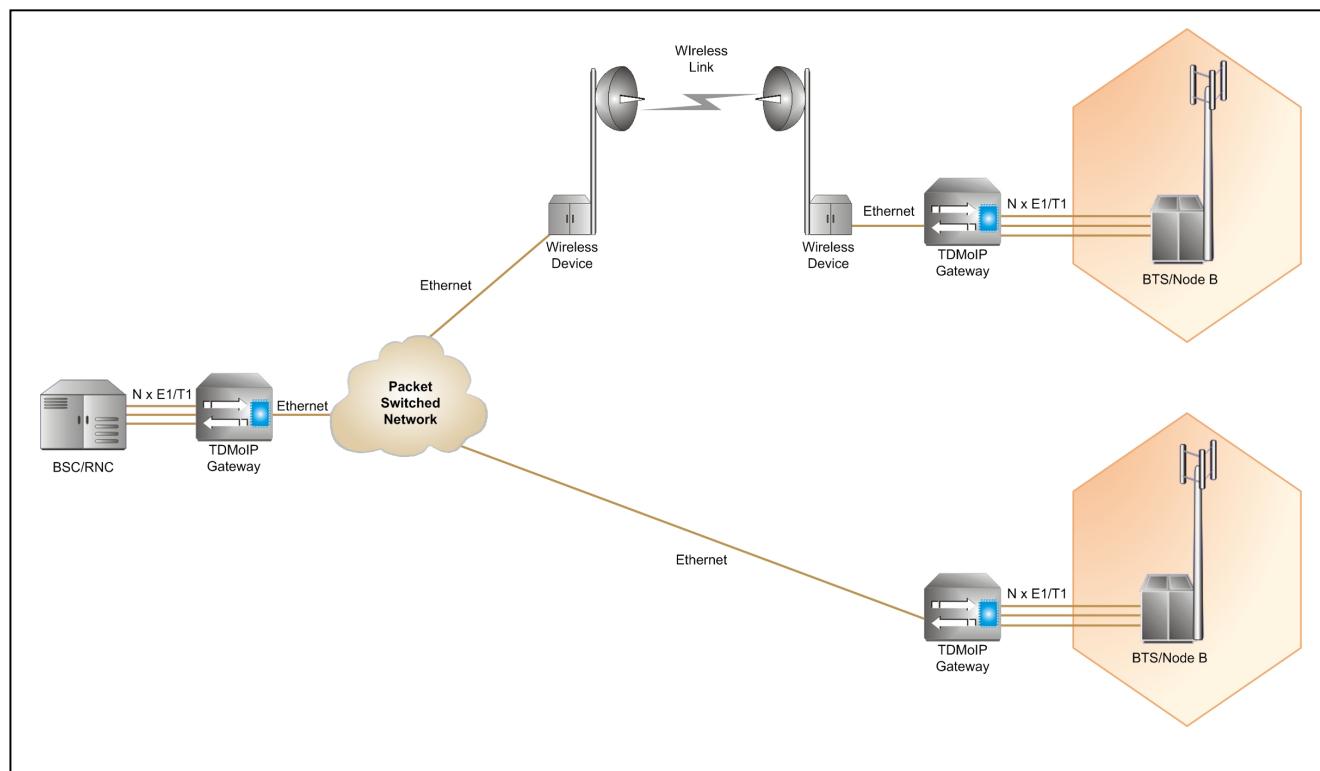 WIreless
Link
Wireless
Device
Wireless
Device
Ethernet
TDMoIP
Gateway
N x E1/T1
BTS/Node B
Ethernet
BSC/RNC
N x E1/T1
TDMoIP
Gateway
Ethernet
Packet
Switched
Network
Ethernet
TDMoIP
Gateway
N x E1/T1
BTS/Node B